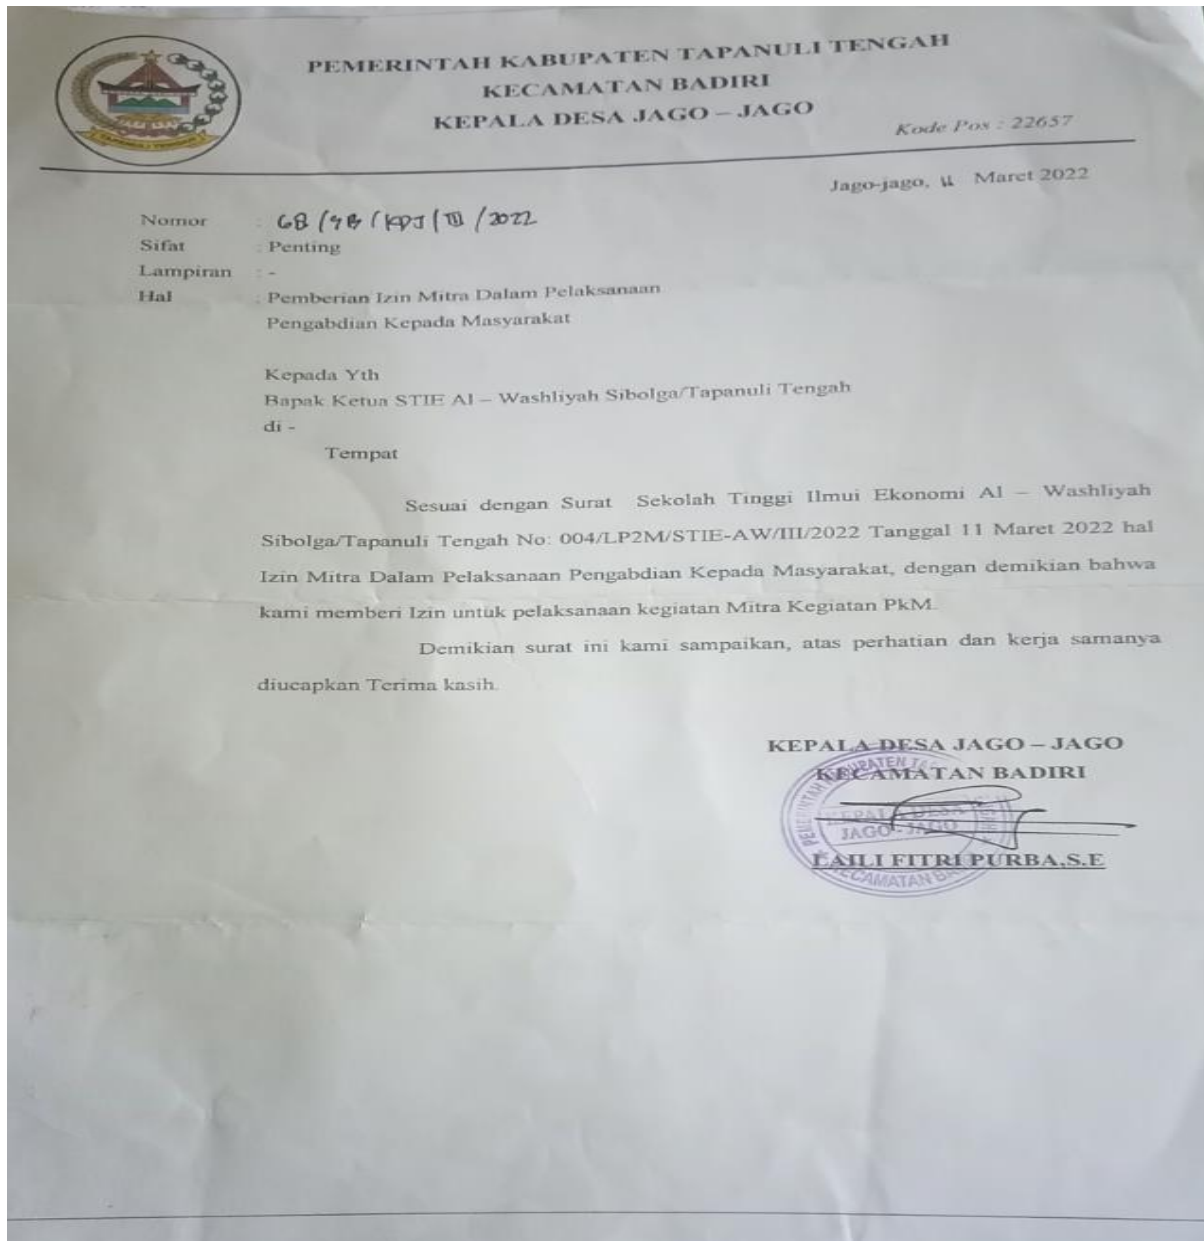 PEMERINTAH KABUPATEN TAPANULI TENGAH
KECAMATAN BADIRI
KEPALA DESA JAGO – JAGO
Kode Pos : 22657
Jago-jago, 11 Maret 2022
Nomor : /KDJ/III/2022
Sifat : Penting
Lampiran : -
Hal : Pemberian Izin Mitra Dalam Pelaksanaan
Pengabdian Kepada Masyarakat
Kepada Yth
Bapak Ketua STIE Al – Washliyah Sibolga/Tapanuli Tengah
di -
Tempat
Sesuai dengan Surat Sekolah Tinggi Ilmui Ekonomi Al – Washliyah
Sibolga/Tapanuli Tengah No: 004/LP2M/STIE-AW/III/2022 Tanggal 11 Maret 2022 hal
Izin Mitra Dalam Pelaksanaan Pengabdian Kepada Masyarakat, dengan demikian bahwa
kami memberi Izin untuk pelaksanaan kegiatan Mitra Kegiatan PkM.
Demikian surat ini kami sampaikan, atas perhatian dan kerja samanya
diucapkan Terima kasih.
KEPALA DESA JAGO – JAGO
KECAMATAN BADIRI
KEPALA DESA
JAGO-JAGO
LAILI FITRI PURBA,S.E